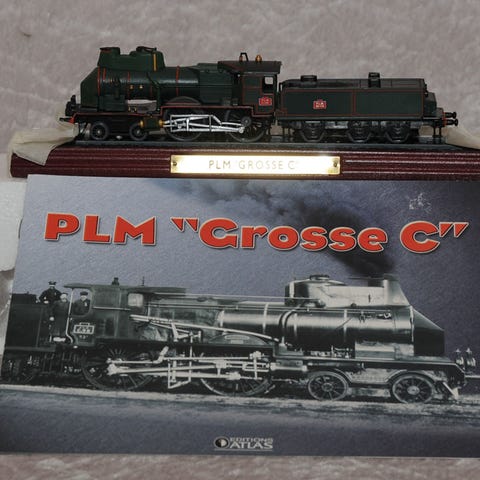 PLM GROSSE C
PLM "Grosse C"
EDITIONS
ATLAS